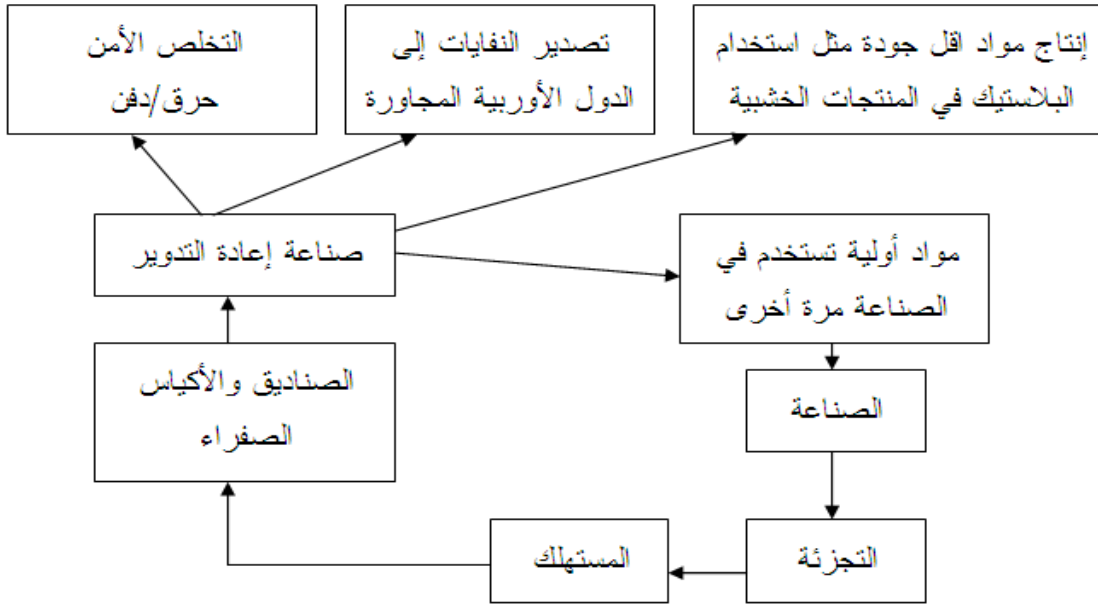 إنتاج مواد اقل جودة مثل استخدام
البلاستيك في المنتجات الخشبية
تصدير النفايات إلى
الدول الأوربية المجاورة
التخلص الأمن
حرق/دفن
صناعة إعادة التدوير
مواد أولية تستخدم في
الصناعة مرة أخرى
الصناديق والأكياس
الصفراء
الصناعة
التجزئة
المستهلك